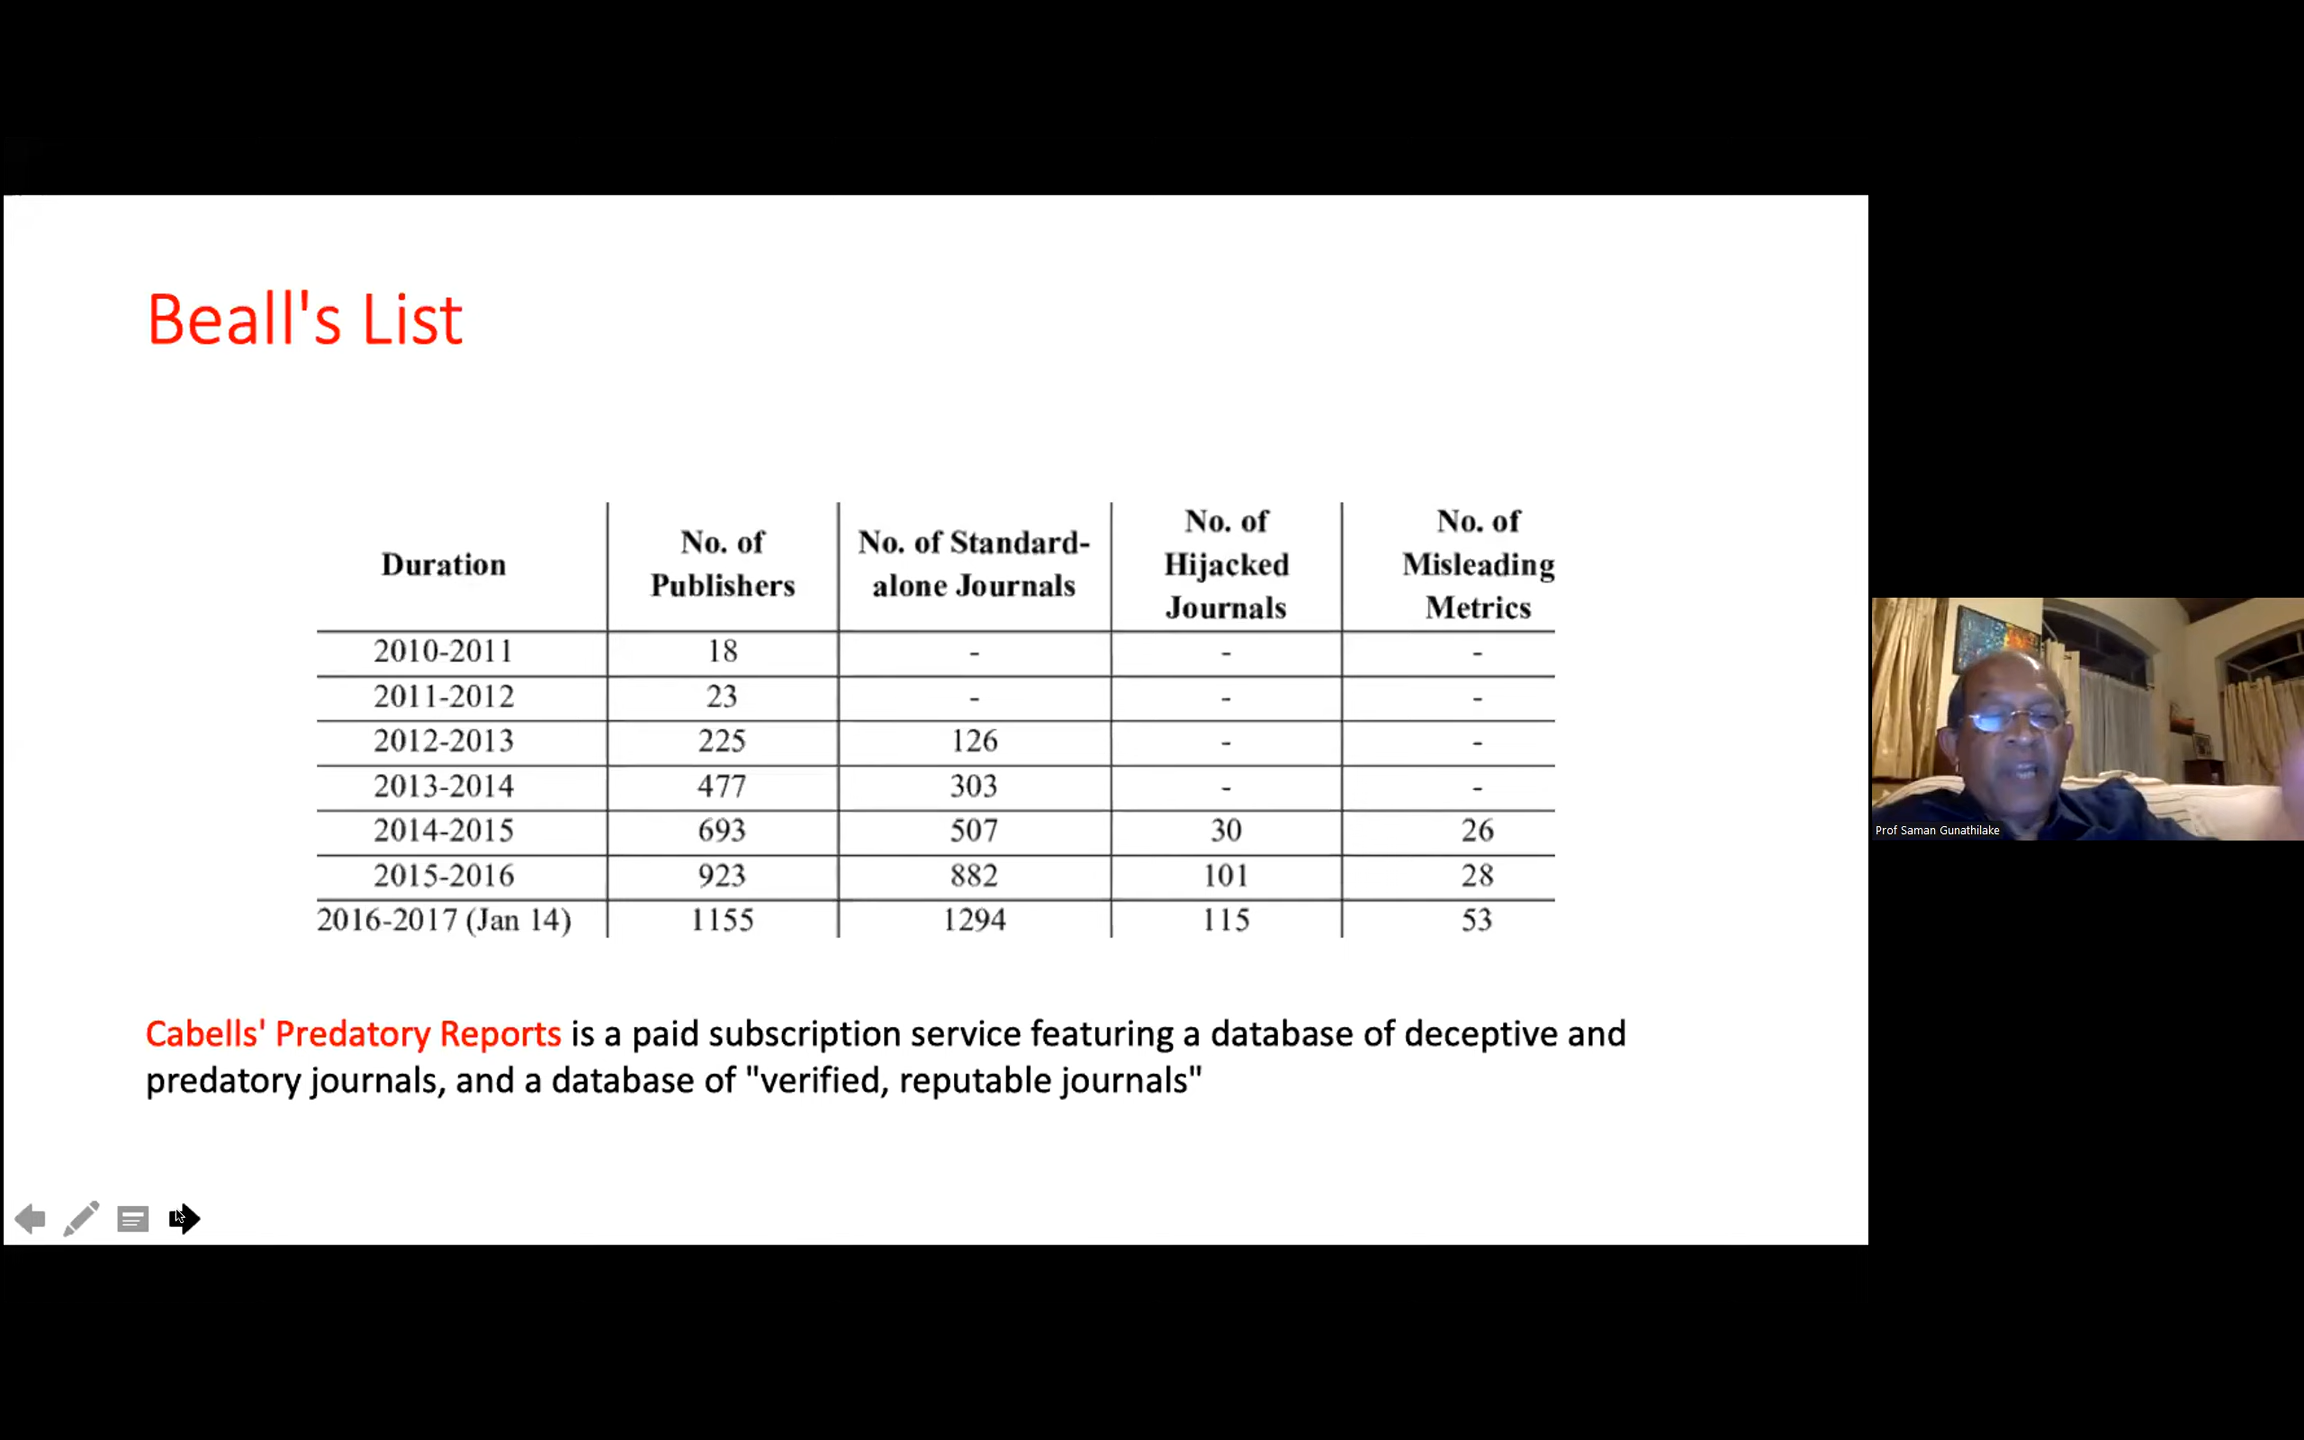 Beall's List
Duration No. of Publishers No. of Standard-alone Journals No. of Hijacked Journals No. of Misleading Metrics
2010-2011 18 - - -
2011-2012 23 - - -
2012-2013 225 126 - -
2013-2014 477 303 - -
2014-2015 693 507 30 26
2015-2016 923 882 101 28
2016-2017 (Jan 14) 1155 1294 115 53
Cabells' Predatory Reports is a paid subscription service featuring a database of deceptive and
predatory journals, and a database of "verified, reputable journals"
Prof Saman Gunathilake